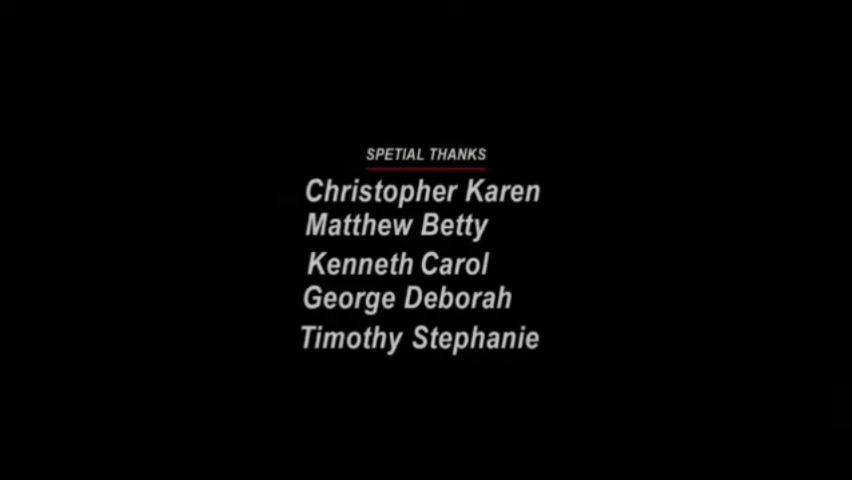 SPETIAL THANKS
Christopher Karen
Matthew Betty
Kenneth Carol
George Deborah
Timothy Stephanie